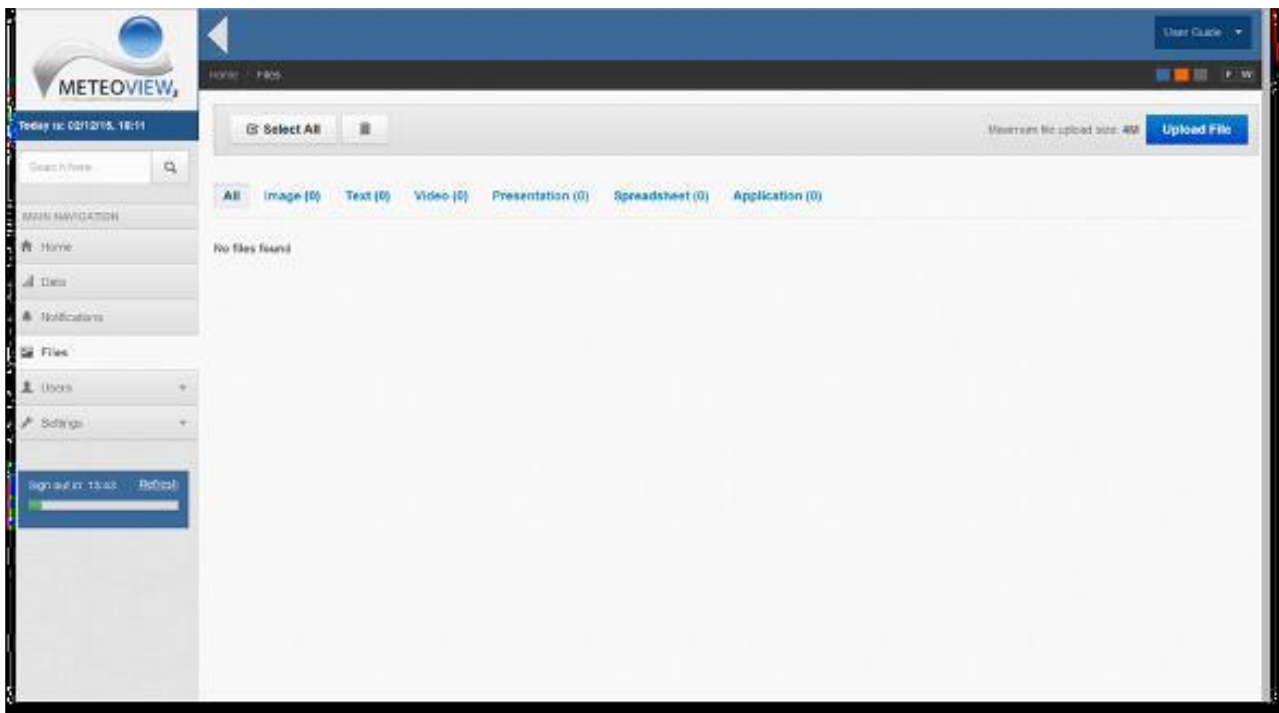 METEOVIEW2
User Guide
Home / Files
F W
Today is: 02/12/15, 18:11
Select All
Maximum file upload size: 4M
Upload File
Search here...
All Image (0) Text (0) Video (0) Presentation (0) Spreadsheet (0) Application (0)
MAIN NAVIGATION
Home
No files found
Data
Notifications
Files
Users
Settings
Sign out in: 13:43 Refresh